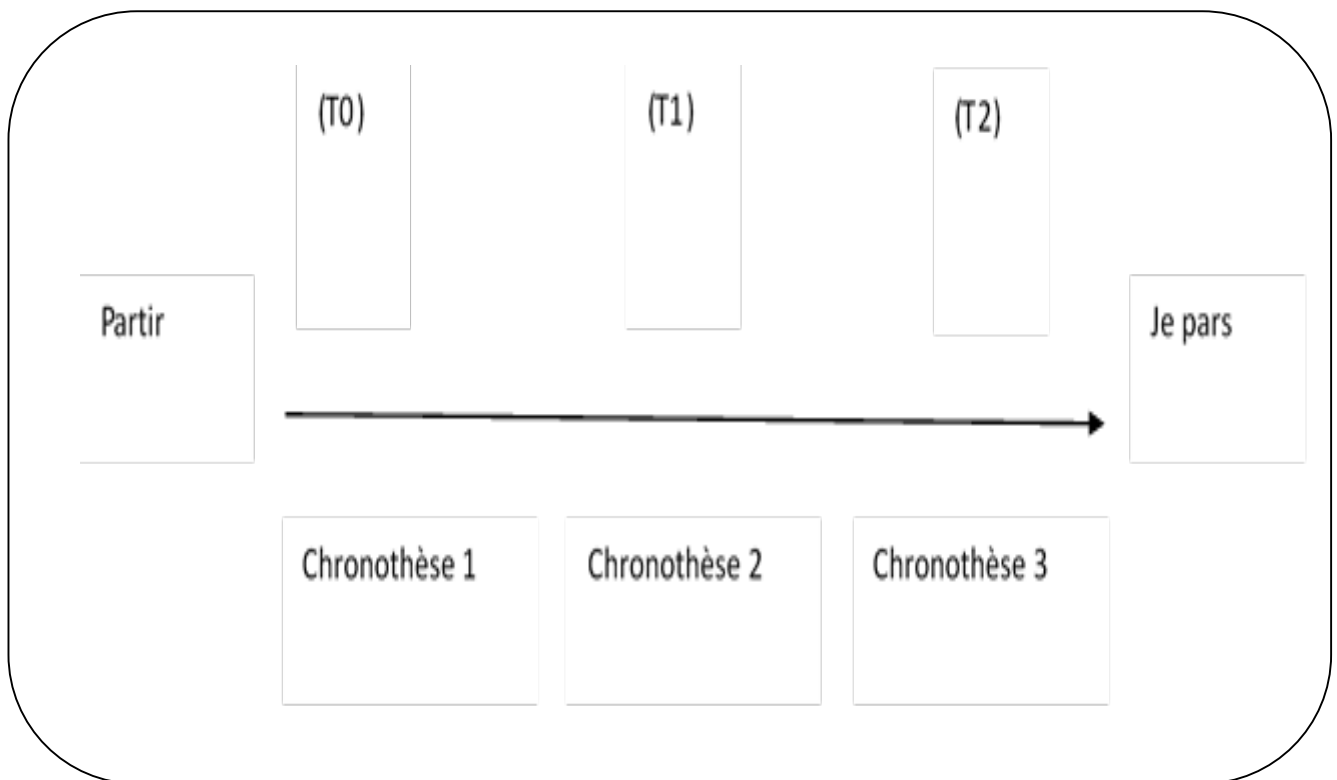 (T0)
(T1)
(T2)
Partir
Je pars
Chronothèse 1
Chronothèse 2
Chronothèse 3